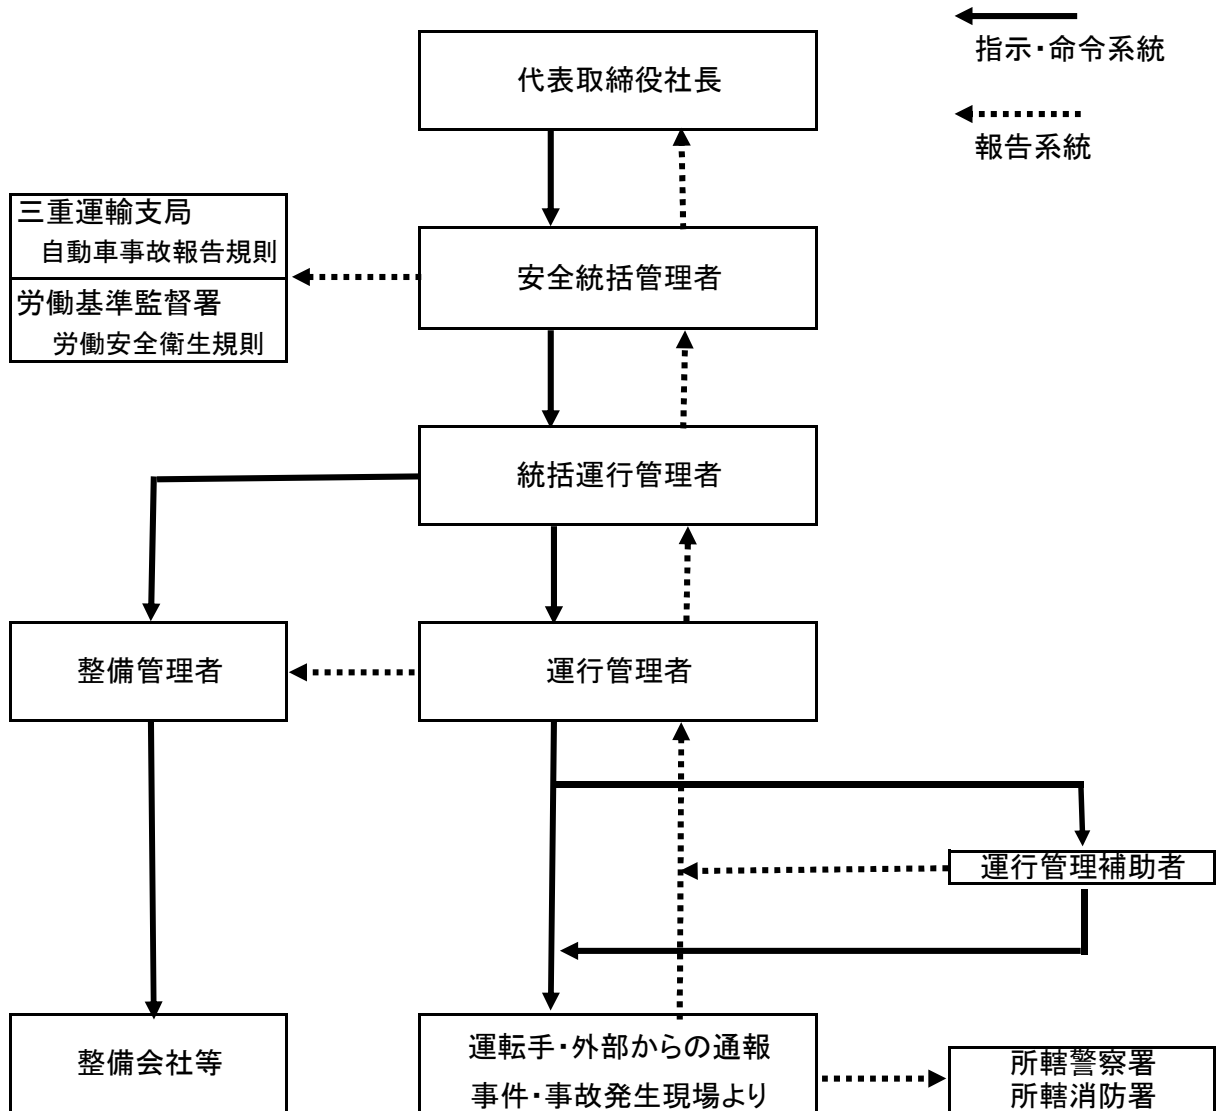 指示・命令系統
代表取締役社長
報告系統
三重運輸支局
自動車事故報告規則
労働基準監督署
労働安全衛生規則
安全統括管理者
統括運行管理者
整備管理者
運行管理者
運行管理補助者
整備会社等
運転手・外部からの通報
事件・事故発生現場より
所轄警察署
所轄消防署